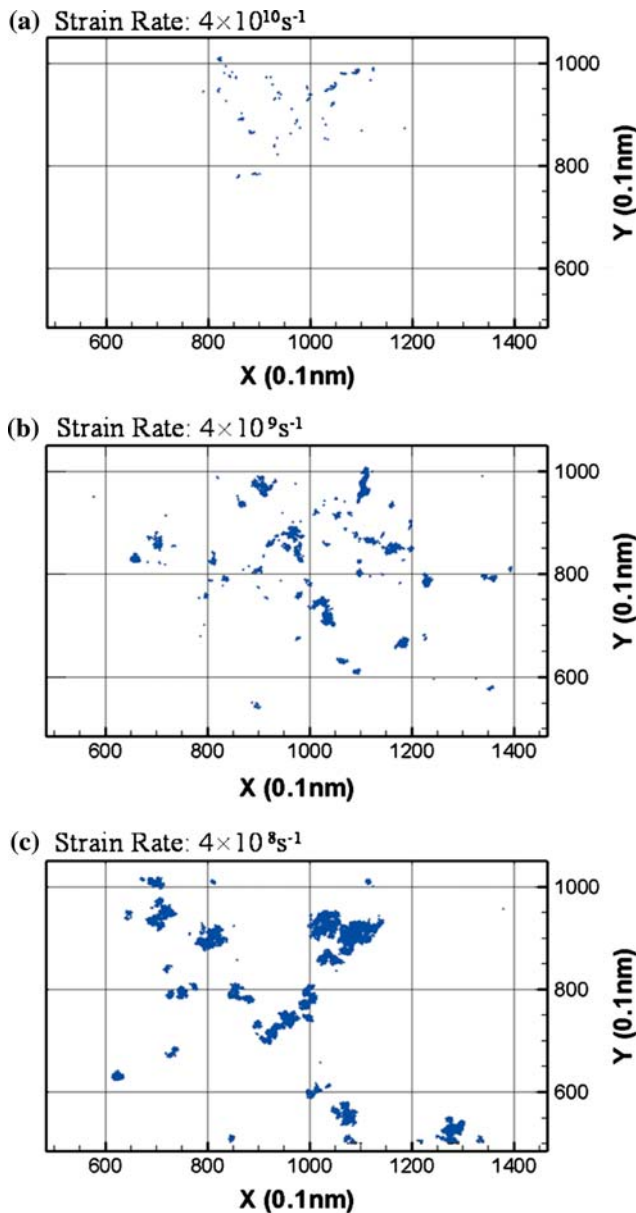 (a) Strain Rate: 4×10¹⁰s⁻¹
1000
800
600
Y (0.1nm)
600 800 1000 1200 1400
X (0.1nm)
(b) Strain Rate: 4×10⁹s⁻¹
1000
800
600
Y (0.1nm)
600 800 1000 1200 1400
X (0.1nm)
(c) Strain Rate: 4×10⁸s⁻¹
1000
800
600
Y (0.1nm)
600 800 1000 1200 1400
X (0.1nm)